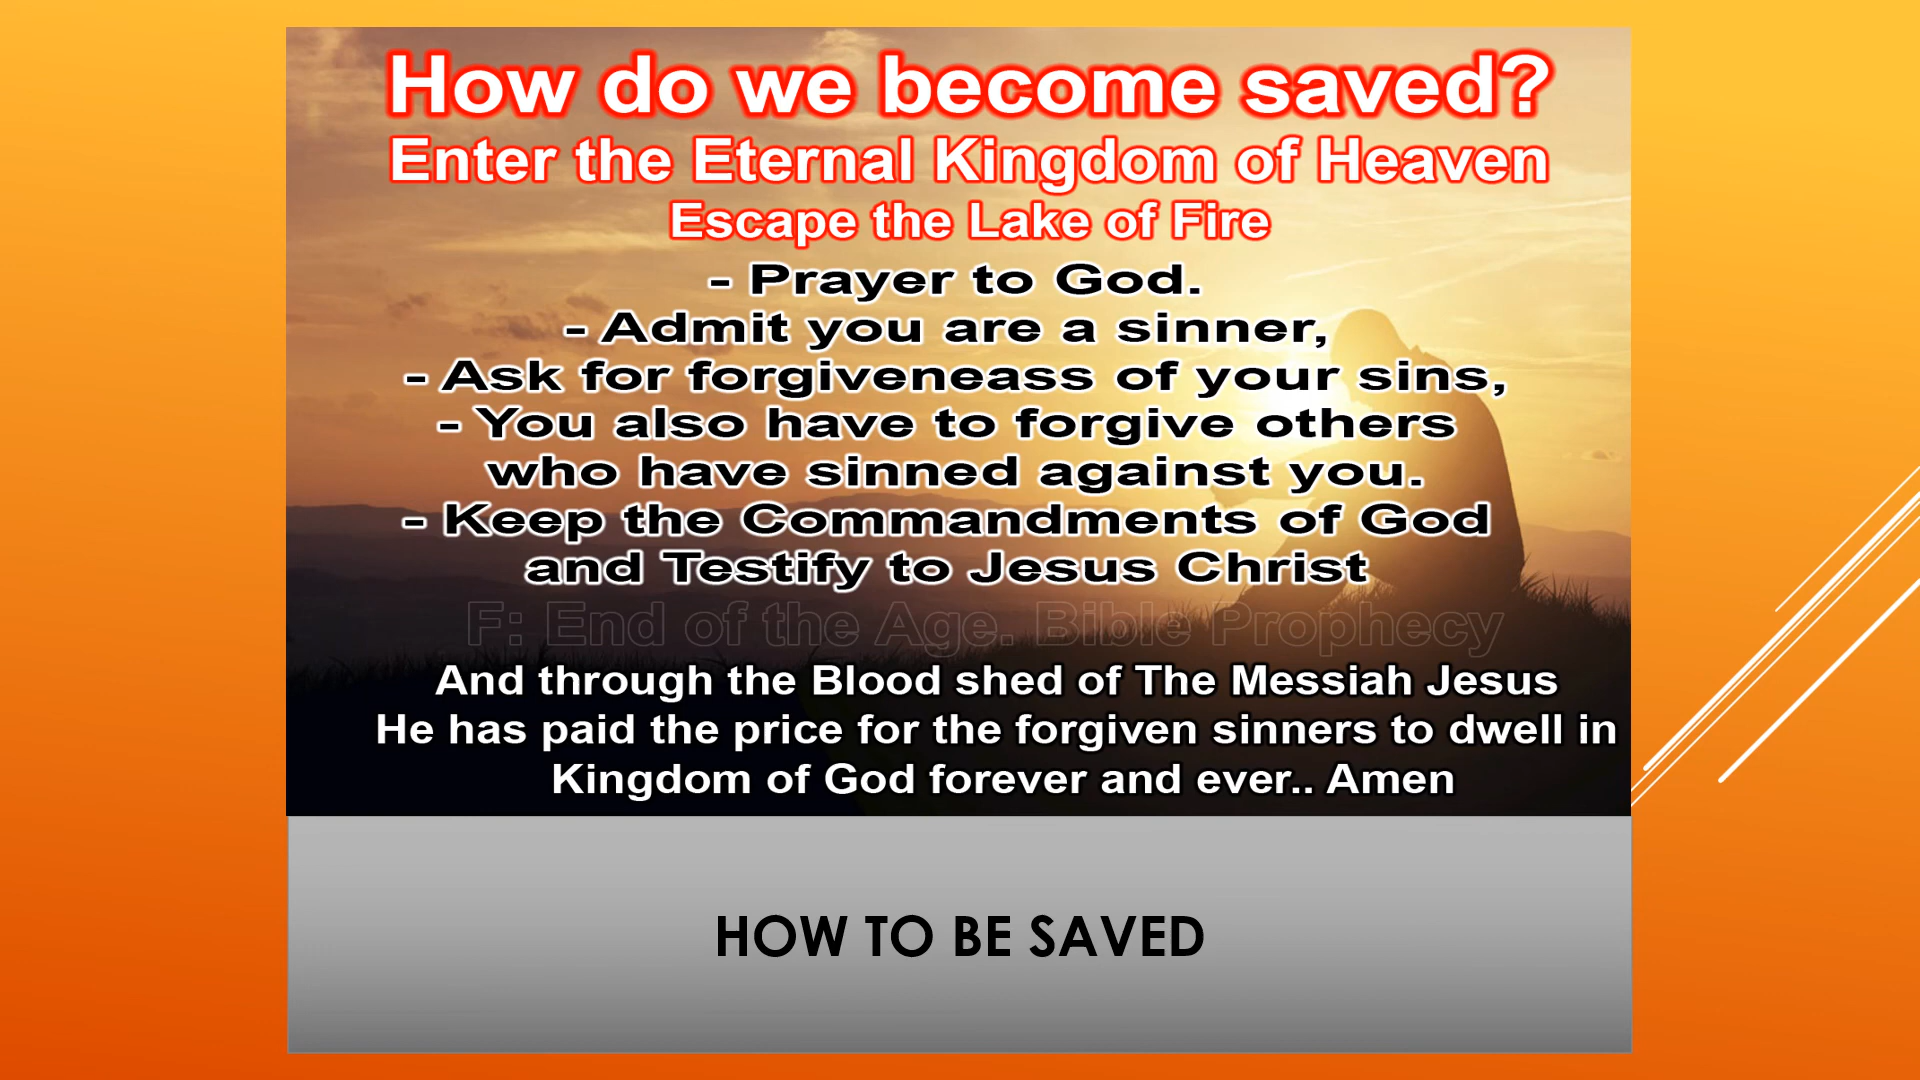 How do we become saved?
Enter the Eternal Kingdom of Heaven
Escape the Lake of Fire
- Prayer to God.
- Admit you are a sinner,
- Ask for forgiveneass of your sins,
- You also have to forgive others
who have sinned against you.
- Keep the Commandments of God
and Testify to Jesus Christ
F: End of the Age. Bible Prophecy
And through the Blood shed of The Messiah Jesus
He has paid the price for the forgiven sinners to dwell in
Kingdom of God forever and ever.. Amen
HOW TO BE SAVED